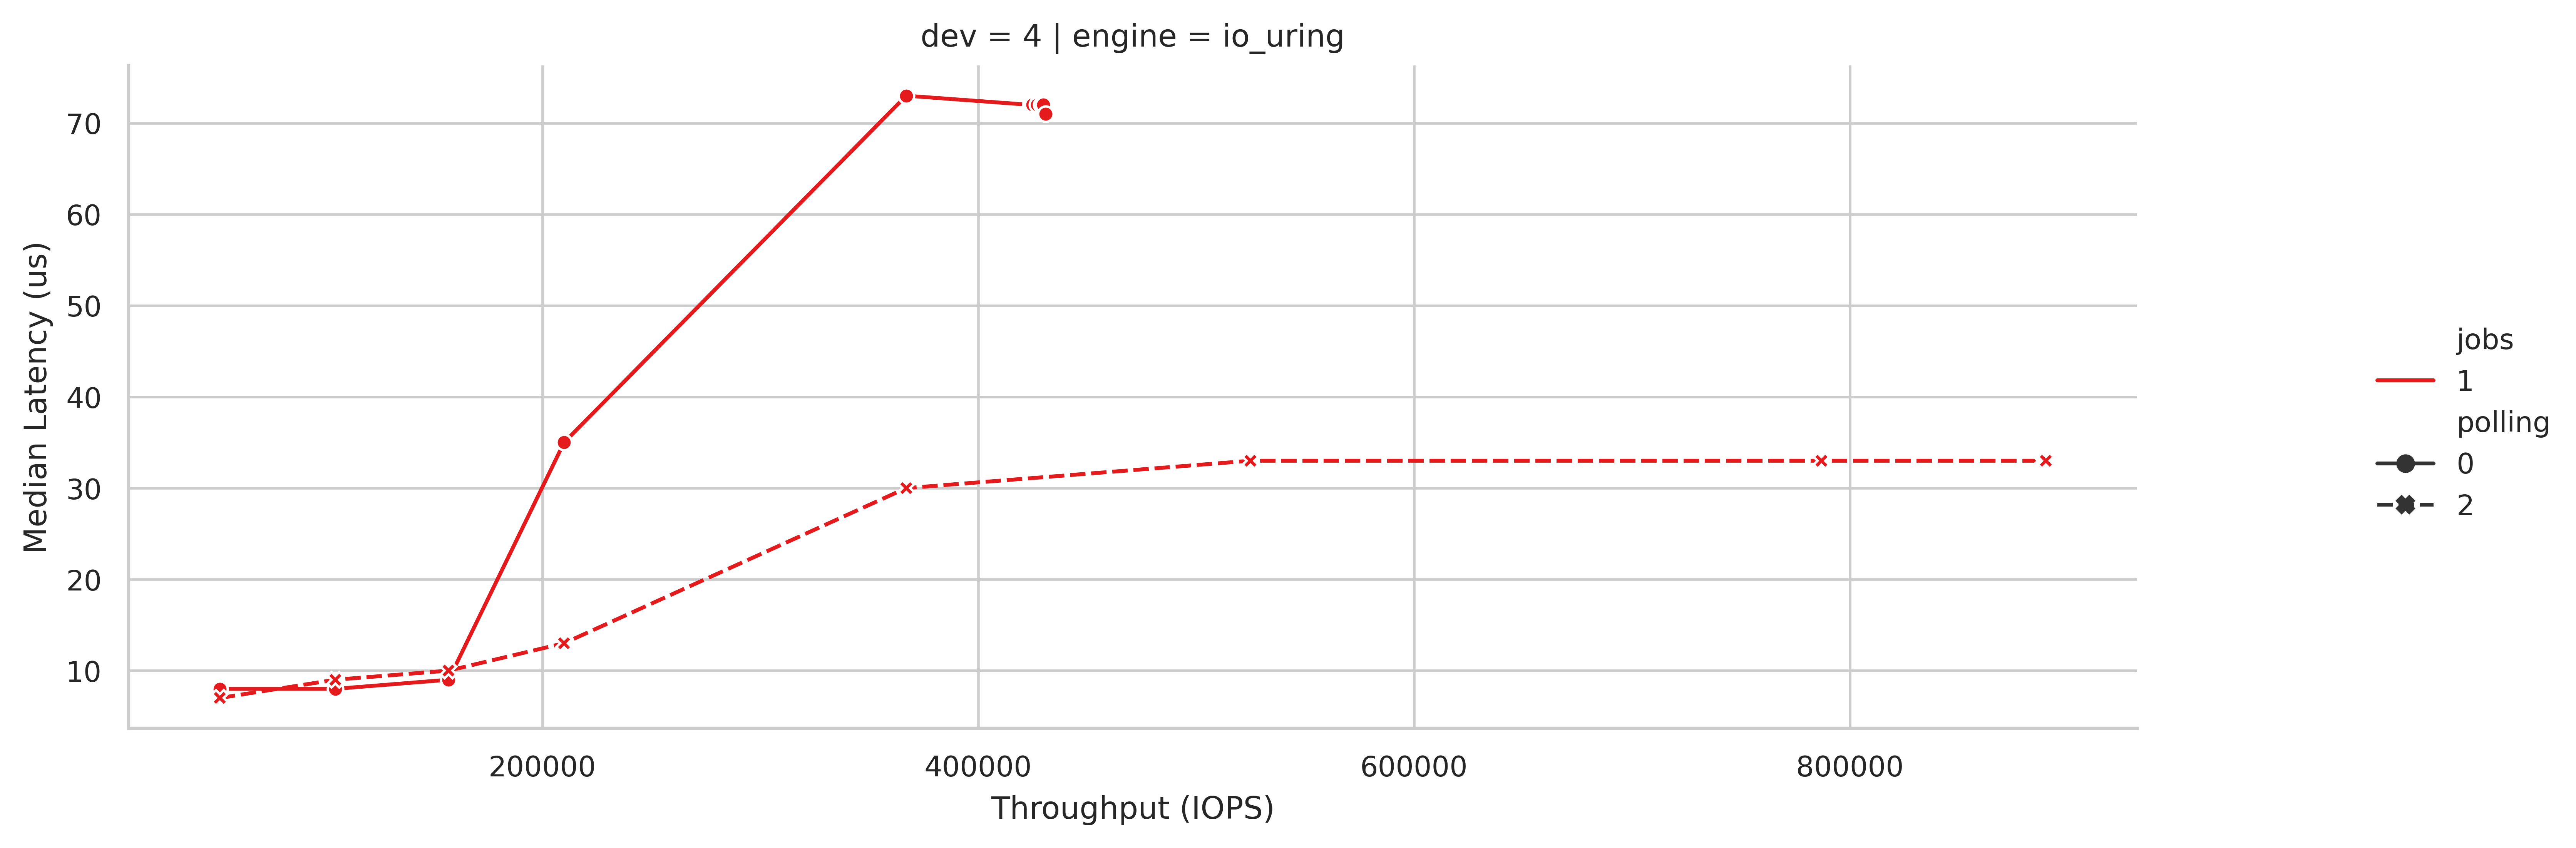 dev = 4 | engine = io_uring
Median Latency (us)
70
60
50
40
30
20
10
200000 400000 600000 800000
Throughput (IOPS)
jobs
1
polling
0
2